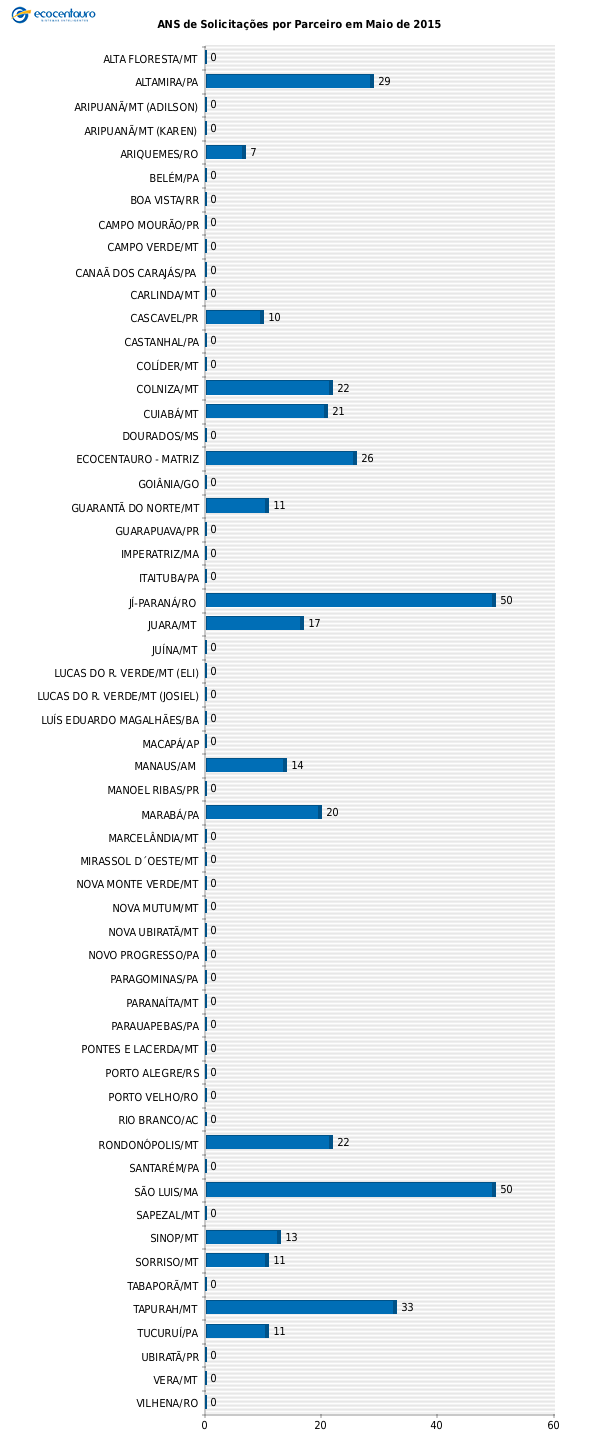 ecocentauro
ANS de Solicitações por Parceiro em Maio de 2015
ALTA FLORESTA/MT 0
ALTAMIRA/PA 29
ARIPUANÃ/MT (ADILSON) 0
ARIPUANÃ/MT (KAREN) 0
ARIQUEMES/RO 7
BELÉM/PA 0
BOA VISTA/RR 0
CAMPO MOURÃO/PR 0
CAMPO VERDE/MT 0
CANAÃ DOS CARAJÁS/PA 0
CARLINDA/MT 0
CASCAVEL/PR 10
CASTANHAL/PA 0
COLÍDER/MT 0
COLNIZA/MT 22
CUIABÁ/MT 21
DOURADOS/MS 0
ECOCENTAURO - MATRIZ 26
GOIÂNIA/GO 0
GUARANTÃ DO NORTE/MT 11
GUARAPUAVA/PR 0
IMPERATRIZ/MA 0
ITAITUBA/PA 0
JÍ-PARANÁ/RO 50
JUARA/MT 17
JUÍNA/MT 0
LUCAS DO R. VERDE/MT (ELI) 0
LUCAS DO R. VERDE/MT (JOSIEL) 0
LUÍS EDUARDO MAGALHÃES/BA 0
MACAPÁ/AP 0
MANAUS/AM 14
MANOEL RIBAS/PR 0
MARABÁ/PA 20
MARCELÂNDIA/MT 0
MIRASSOL D´OESTE/MT 0
NOVA MONTE VERDE/MT 0
NOVA MUTUM/MT 0
NOVA UBIRATÃ/MT 0
NOVO PROGRESSO/PA 0
PARAGOMINAS/PA 0
PARANAÍTA/MT 0
PARAUAPEBAS/PA 0
PONTES E LACERDA/MT 0
PORTO ALEGRE/RS 0
PORTO VELHO/RO 0
RIO BRANCO/AC 0
RONDONÓPOLIS/MT 22
SANTARÉM/PA 0
SÃO LUIS/MA 50
SAPEZAL/MT 0
SINOP/MT 13
SORRISO/MT 11
TABAPORÃ/MT 0
TAPURAH/MT 33
TUCURUÍ/PA 11
UBIRATÃ/PR 0
VERA/MT 0
VILHENA/RO 0
0 20 40 60